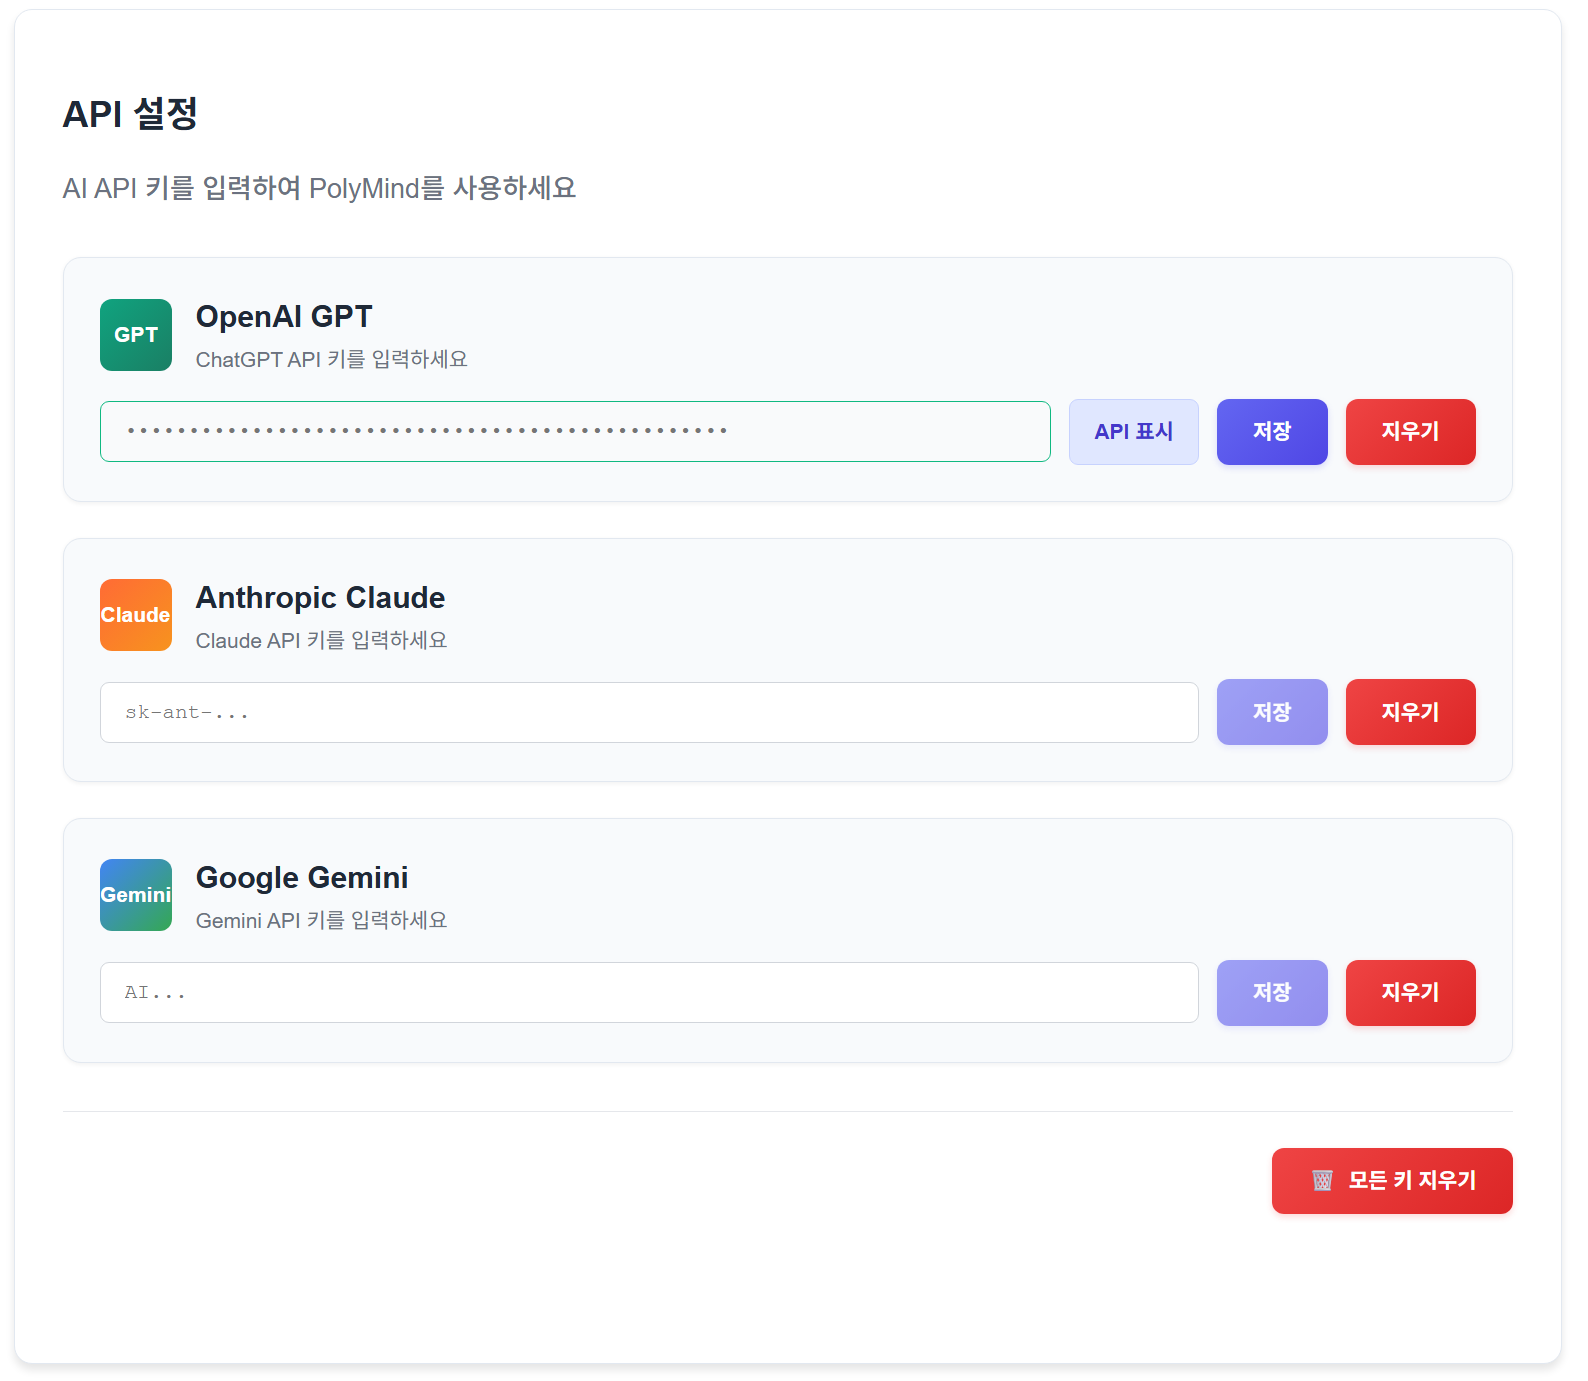 API 설정
AI API 키를 입력하여 PolyMind를 사용하세요
GPT
OpenAI GPT
ChatGPT API 키를 입력하세요
••••••••••••••••••••••••••••••••••••••••••••••••
API 표시
저장
지우기
Claude
Anthropic Claude
Claude API 키를 입력하세요
sk-ant-...
저장
지우기
Gemini
Google Gemini
Gemini API 키를 입력하세요
AI...
저장
지우기
🗑️ 모든 키 지우기